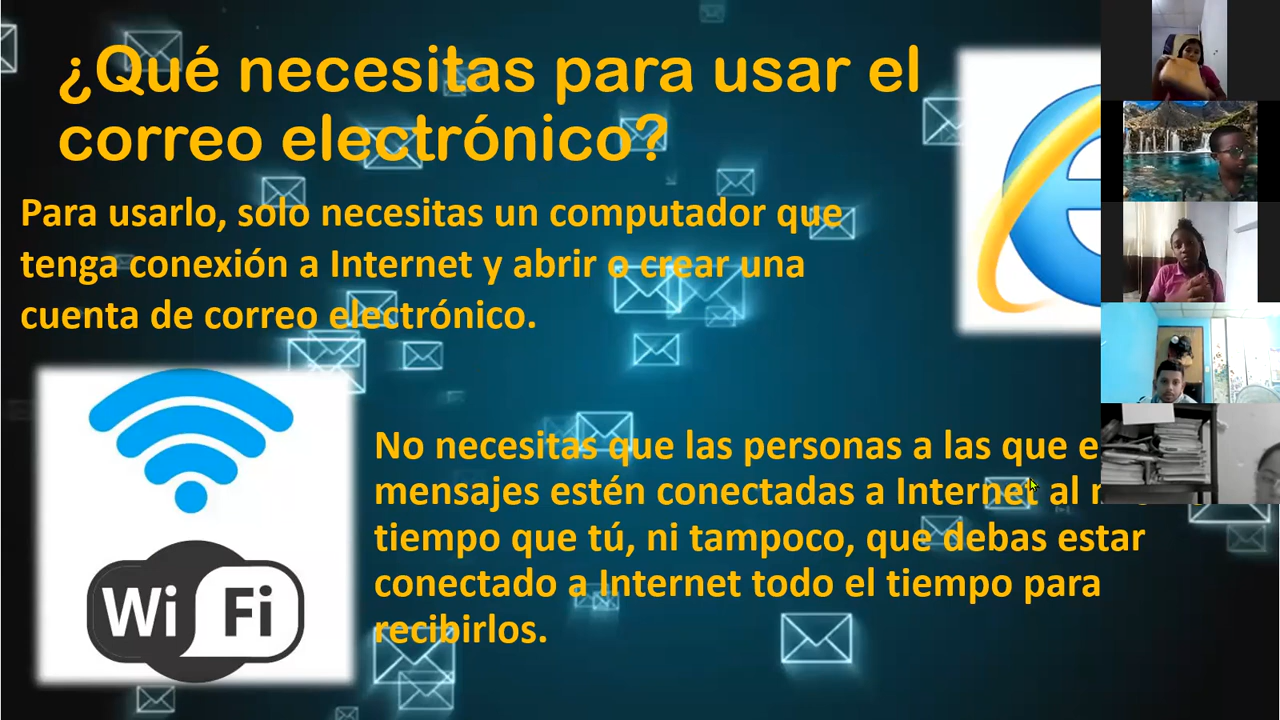 ¿Qué necesitas para usar el
correo electrónico?
Para usarlo, solo necesitas un computador que
tenga conexión a Internet y abrir o crear una
cuenta de correo electrónico.
No necesitas que las personas a las que
mensajes estén conectadas a Internet al
tiempo que tú, ni tampoco, que debas estar
conectado a Internet todo el tiempo para
recibirlos.
Wi Fi